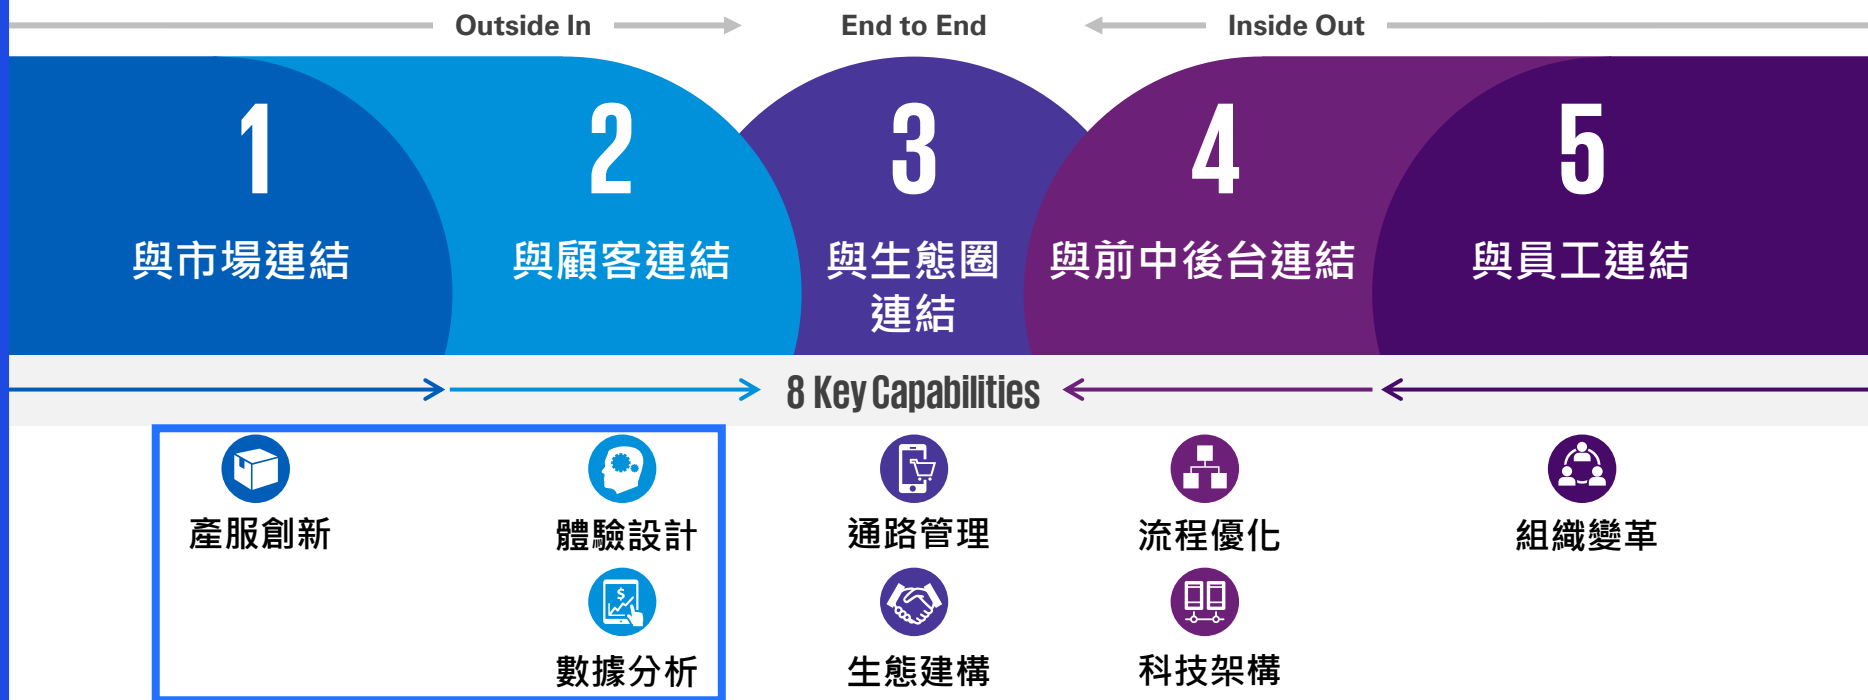 Outside In
End to End
Inside Out
1
2
3
4
5
與市場連結
與顧客連結
與生態圈
連結
與前中後台連結
與員工連結
8 Key Capabilities
產服創新
體驗設計
通路管理
流程優化
組織變革
數據分析
生態建構
科技架構